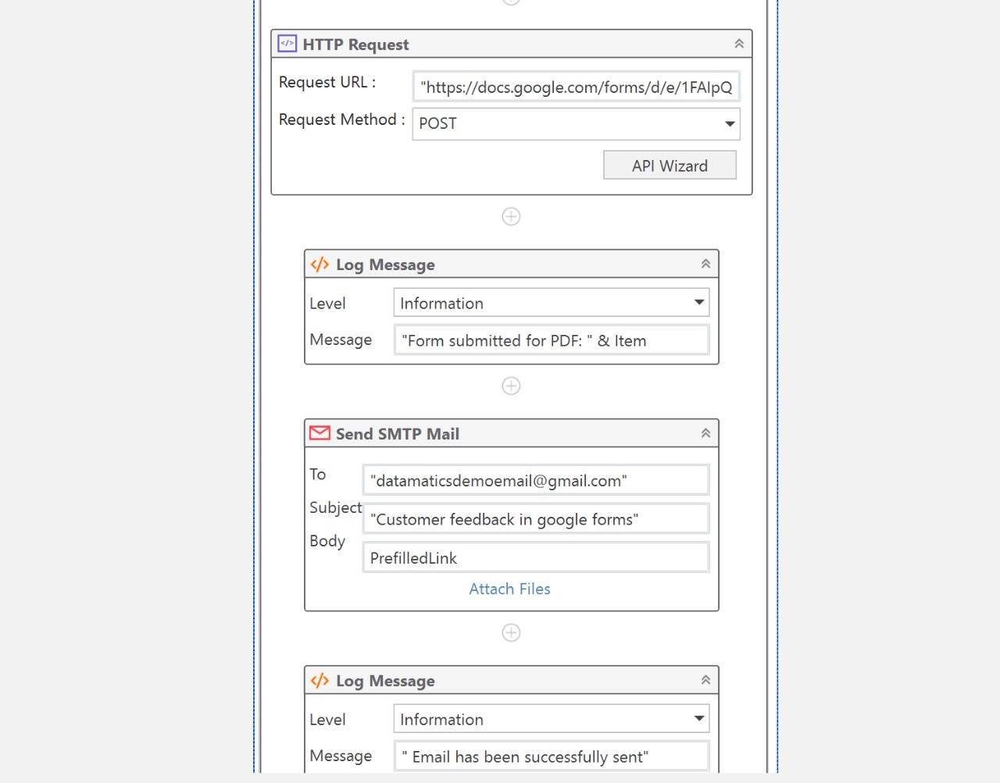 HTTP Request
Request URL :
"https://docs.google.com/forms/d/e/1FAIpQ
Request Method :
POST
API Wizard
Log Message
Level
Information
Message
"Form submitted for PDF: " & Item
Send SMTP Mail
To
"datamaticsdemoemail@gmail.com"
Subject
"Customer feedback in google forms"
Body
PrefilledLink
Attach Files
Log Message
Level
Information
Message
" Email has been successfully sent"